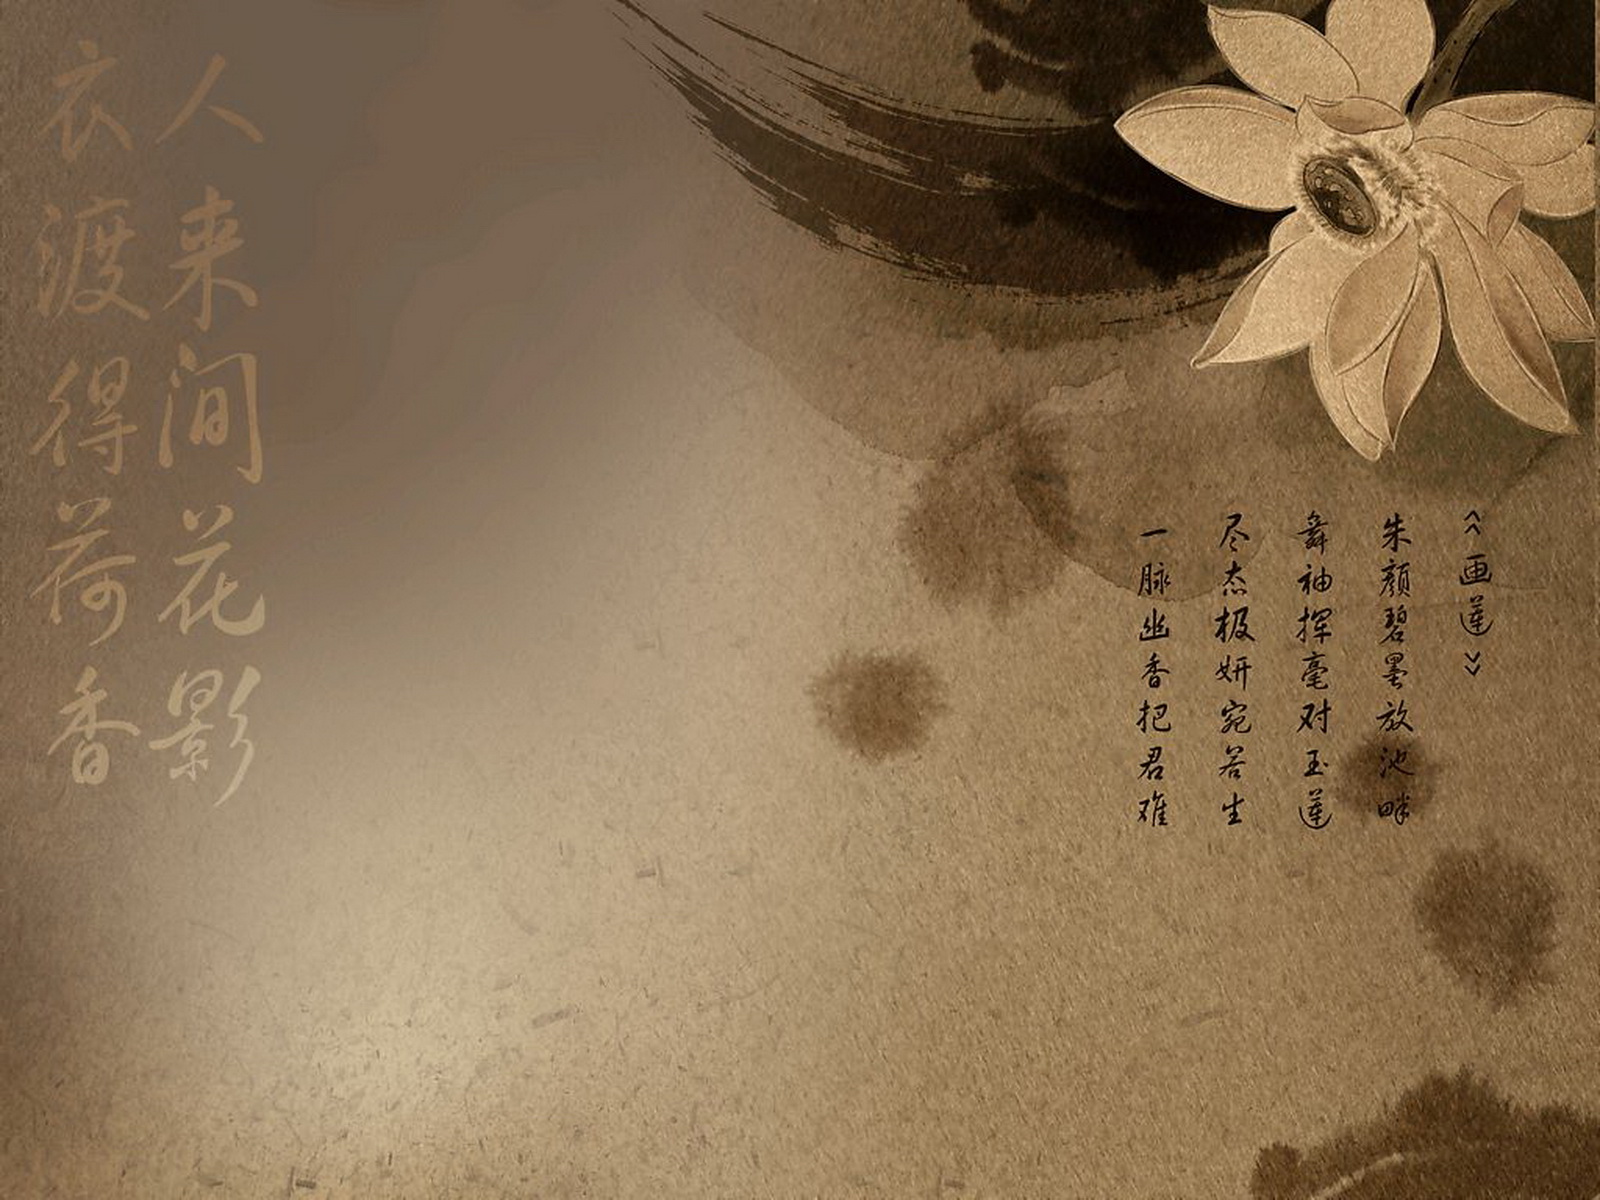 《画莲》
朱颜碧墨放池畔
舞袖挥毫对玉莲
尽态极妍宛若生
一脉幽香把君难
人来间花影
衣渡得荷香